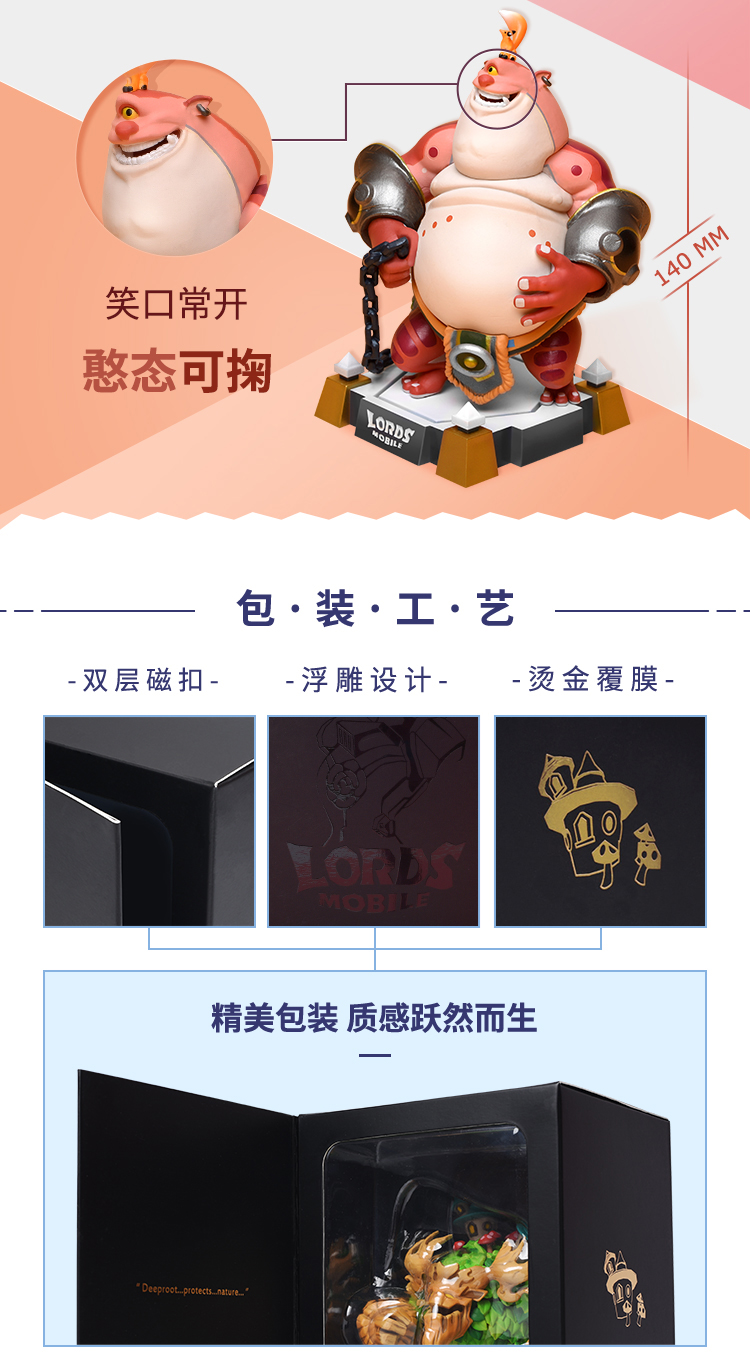 笑口常开
憨态可掬
140 MM
LORDS
MOBILE
包·装·工·艺
-双层磁扣-
-浮雕设计-
-烫金覆膜-
LORDS
MOBILE
精美包装 质感跃然而生
“Deeproot...protects...nature...”